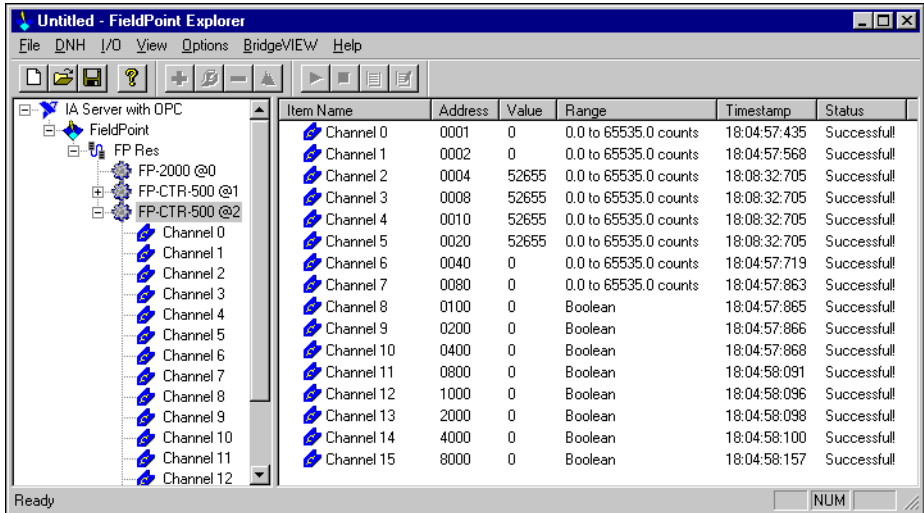 Untitled - FieldPoint Explorer
File DNH I/O View Options BridgeVIEW Help
IA Server with OPC
FieldPoint
FP Res
FP-2000 @0
FP-CTR-500 @1
FP-CTR-500 @2
Channel 0
Channel 1
Channel 2
Channel 3
Channel 4
Channel 5
Channel 6
Channel 7
Channel 8
Channel 9
Channel 10
Channel 11
Channel 12
Item Name Address Value Range Timestamp Status
Channel 0 0001 0 0.0 to 65535.0 counts 18:04:57:435 Successful!
Channel 1 0002 0 0.0 to 65535.0 counts 18:04:57:568 Successful!
Channel 2 0004 52655 0.0 to 65535.0 counts 18:08:32:705 Successful!
Channel 3 0008 52655 0.0 to 65535.0 counts 18:08:32:705 Successful!
Channel 4 0010 52655 0.0 to 65535.0 counts 18:08:32:705 Successful!
Channel 5 0020 52655 0.0 to 65535.0 counts 18:08:32:705 Successful!
Channel 6 0040 0 0.0 to 65535.0 counts 18:04:57:719 Successful!
Channel 7 0080 0 0.0 to 65535.0 counts 18:04:57:863 Successful!
Channel 8 0100 0 Boolean 18:04:57:865 Successful!
Channel 9 0200 0 Boolean 18:04:57:866 Successful!
Channel 10 0400 0 Boolean 18:04:57:868 Successful!
Channel 11 0800 0 Boolean 18:04:58:091 Successful!
Channel 12 1000 0 Boolean 18:04:58:096 Successful!
Channel 13 2000 0 Boolean 18:04:58:098 Successful!
Channel 14 4000 0 Boolean 18:04:58:100 Successful!
Channel 15 8000 0 Boolean 18:04:58:157 Successful!
Ready NUM